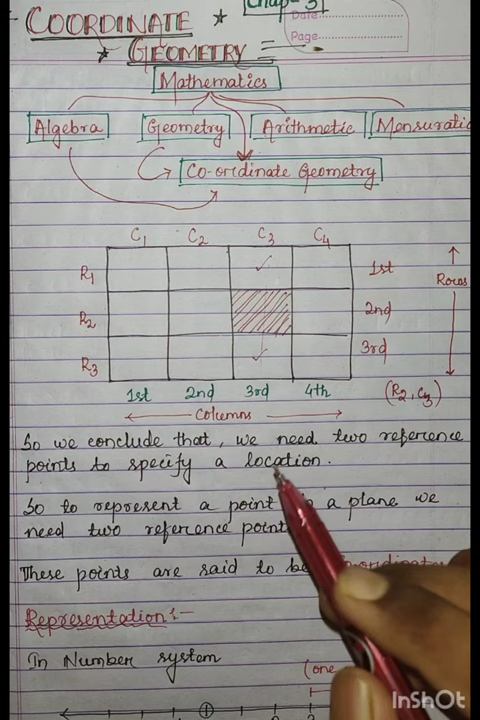 Chap- 3
COORDINATE
Date
Page
GEOMETRY
Mathematics
Algebra Geometry Arithmetic
Co-ordinate Geometry
C1 C2 C3 C4
R1 1st
R2 2nd
R3 3rd
Rows
1st 2nd 3rd 4th (R2, C3)
Columns
So we conclude that, we need two reference
points to specify a location.
So to represent a point in a plane we
need two reference point
These points are said to be
Representation :-
In Number system (one
InShOt